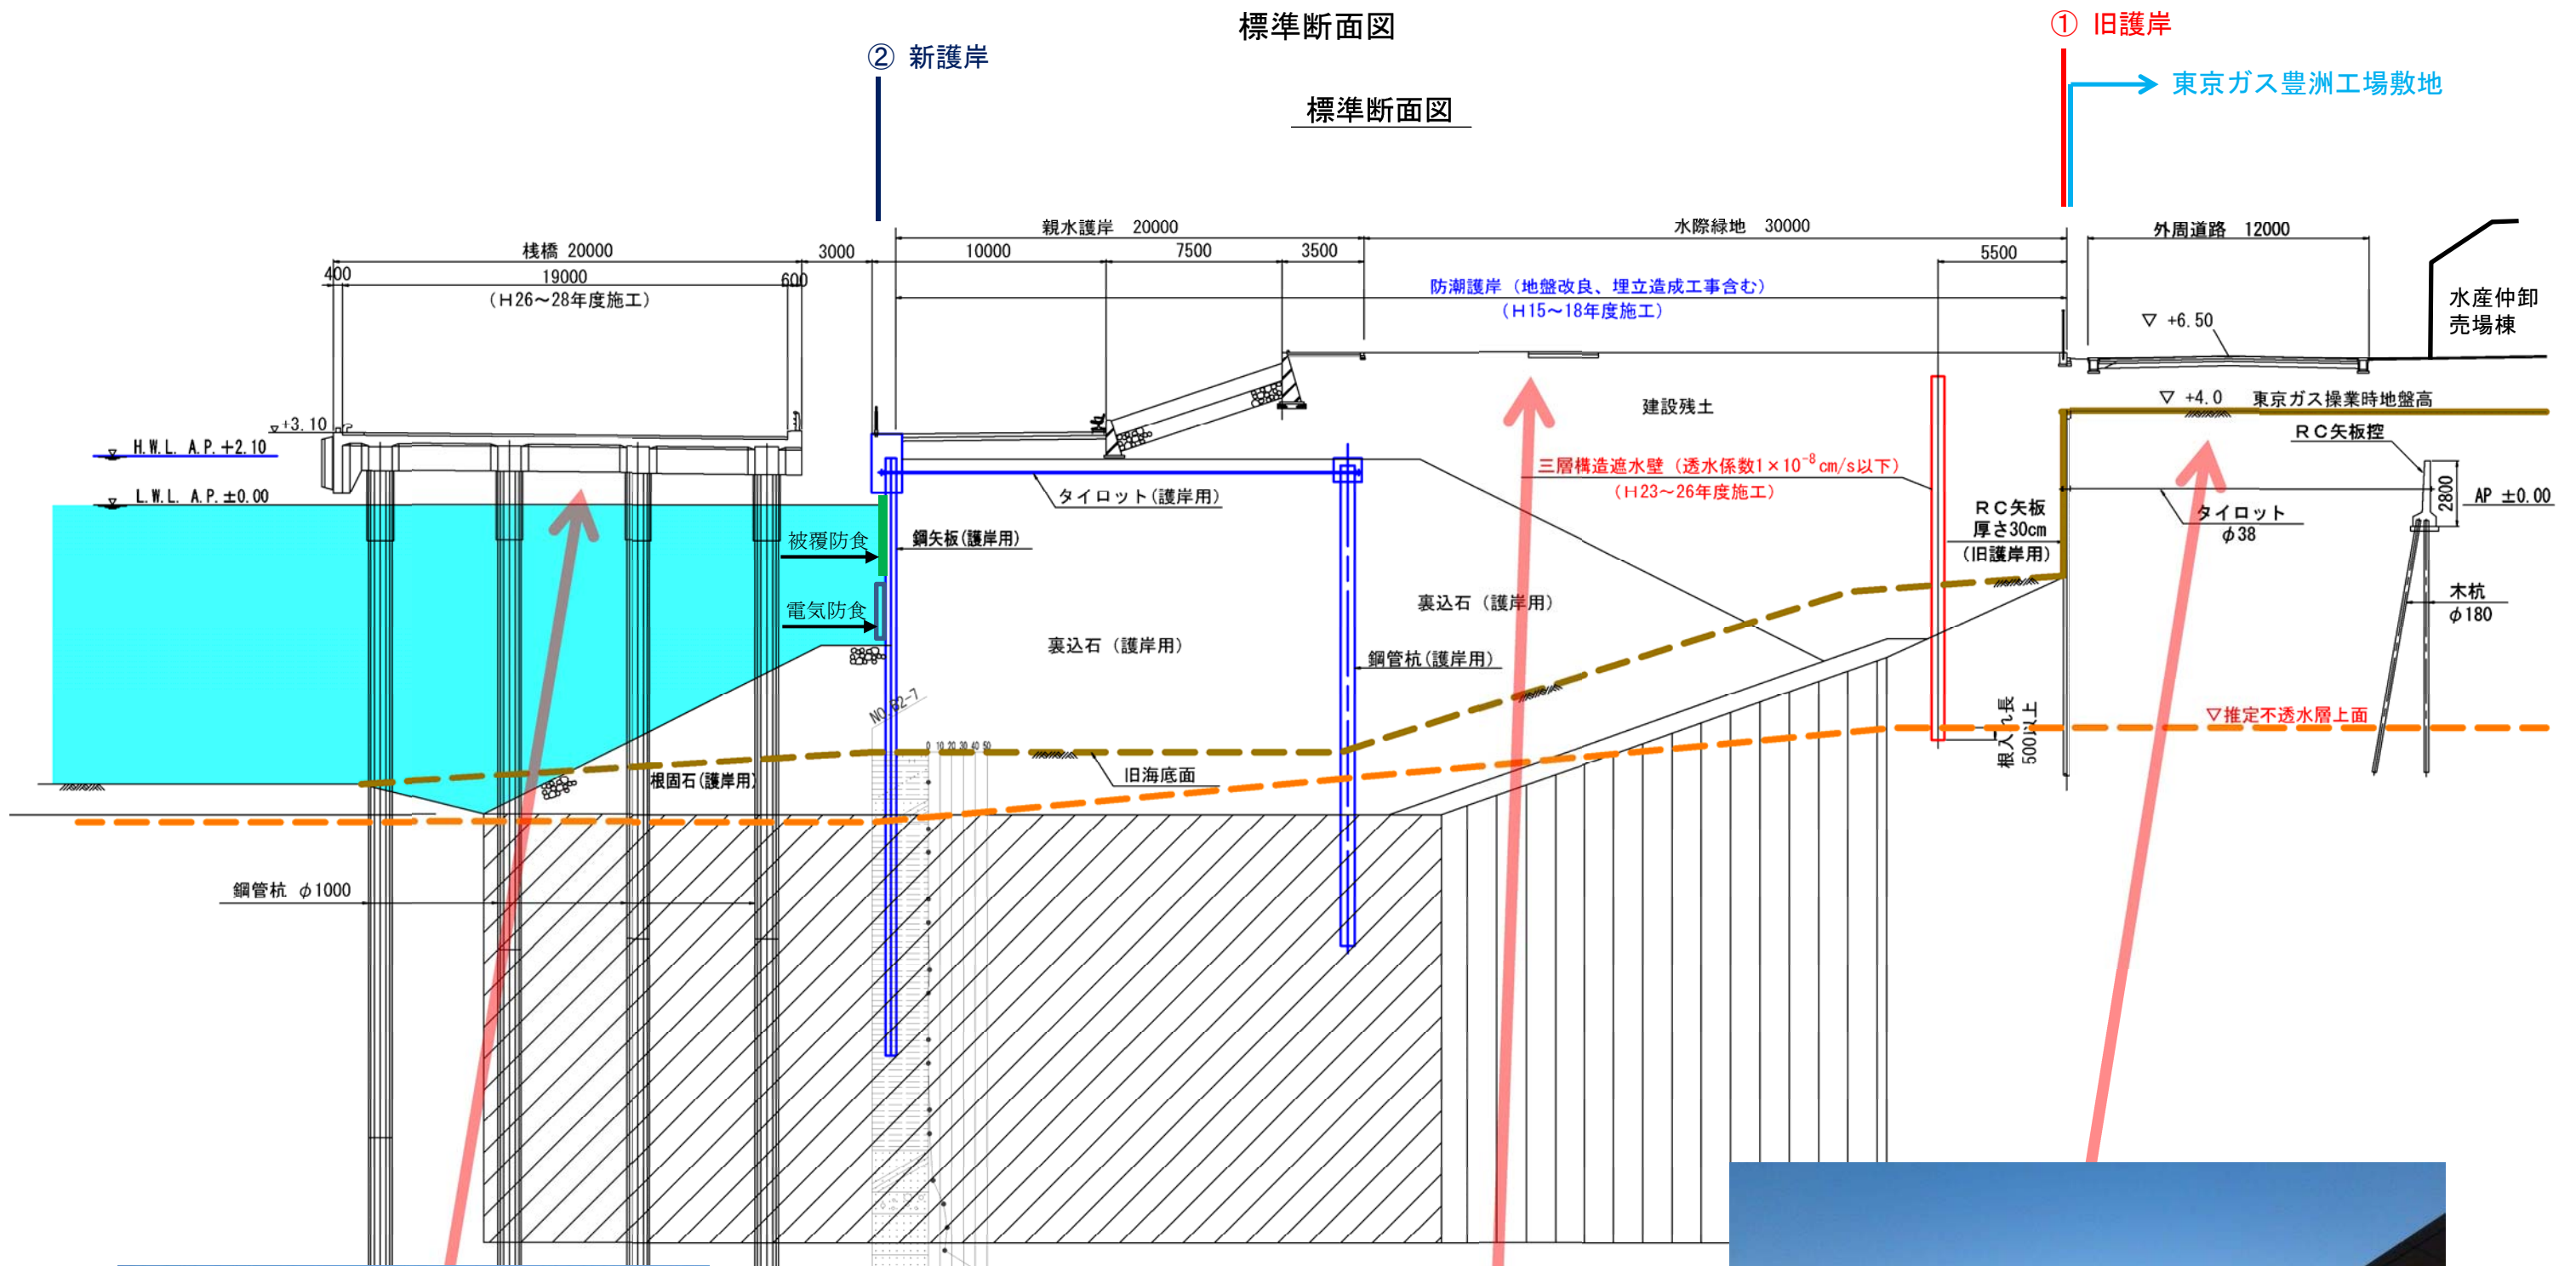 標準断面図
① 旧護岸
② 新護岸
東京ガス豊洲工場敷地
標準断面図
親水護岸 20000
水際緑地 30000
外周道路 12000
桟橋 20000
3000
10000
7500
3500
5500
400
19000
600
(H26~28年度施工)
防潮護岸(地盤改良、埋立造成工事含む)
(H15~18年度施工)
水産仲卸
売場棟
▽ +6.50
▽ +4.0 東京ガス操業時地盤高
建設残土
+3.10
RC矢板控
H.W.L. A.P.+2.10
三層構造遮水壁(透水係数1×10⁻⁸cm/s以下)
(H23~26年度施工)
L.W.L. A.P.±0.00
タイロット(護岸用)
2800
AP ±0.00
RC矢板
厚さ30cm
(旧護岸用)
タイロット
φ38
被覆防食
鋼矢板(護岸用)
電気防食
裏込石(護岸用)
木杭
φ180
裏込石(護岸用)
鋼管杭(護岸用)
NO.62-7
根入れ長
500以上
▽推定不透水層上面
0 10 20 30 40 50
根固石(護岸用)
旧海底面
鋼管杭 φ1000